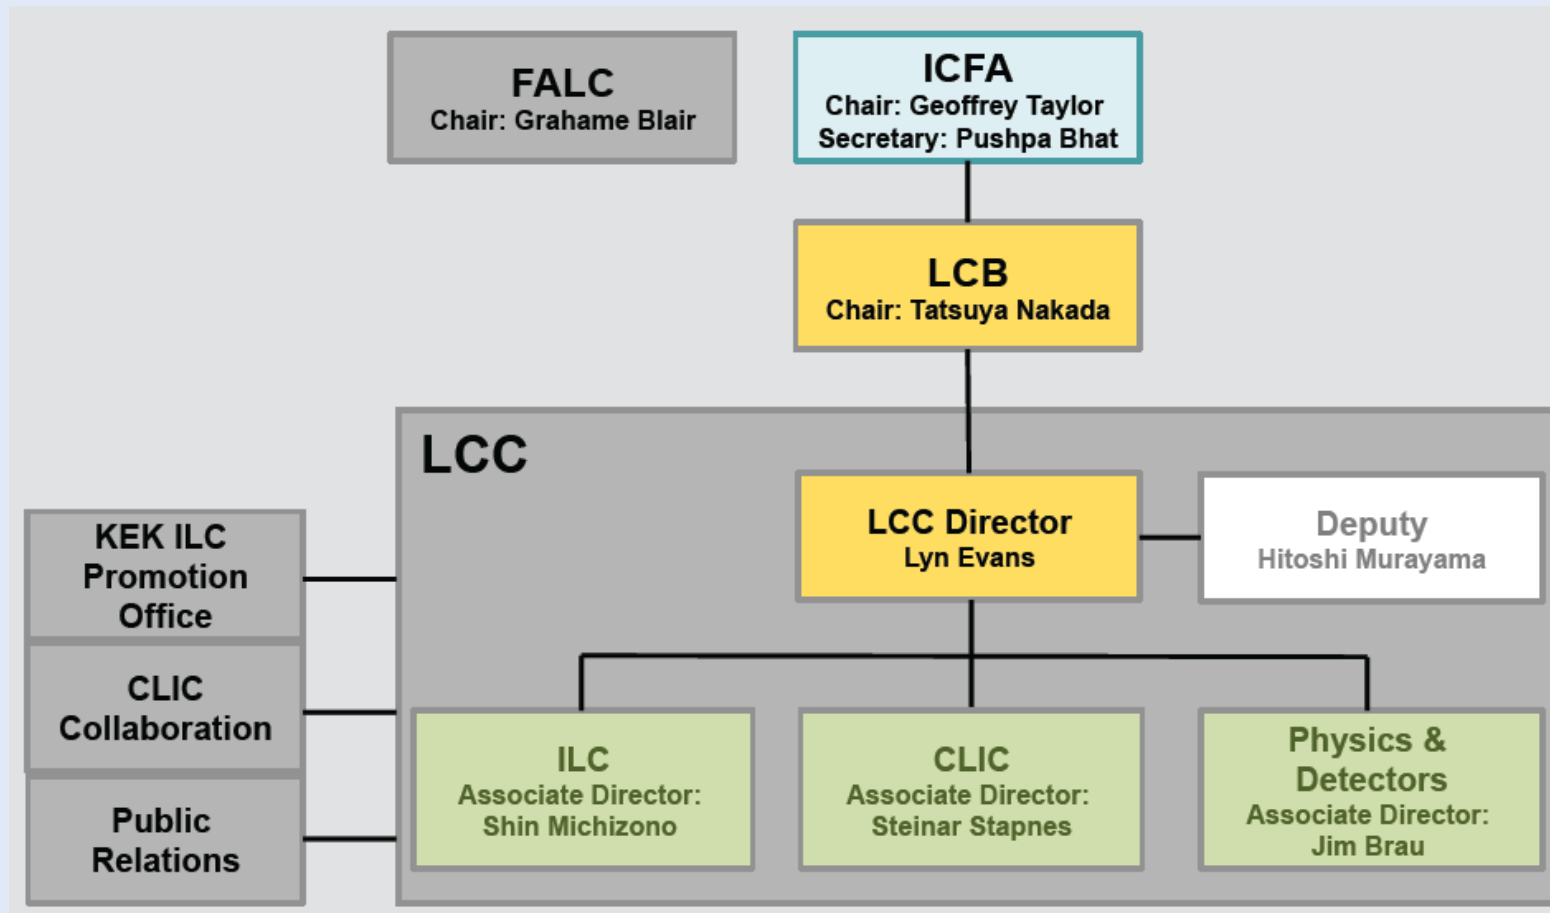 FALC
Chair: Grahame Blair
ICFA
Chair: Geoffrey Taylor
Secretary: Pushpa Bhat
LCB
Chair: Tatsuya Nakada
LCC
LCC Director
Lyn Evans
Deputy
Hitoshi Murayama
KEK ILC
Promotion
Office
CLIC
Collaboration
Public
Relations
ILC
Associate Director:
Shin Michizono
CLIC
Associate Director:
Steinar Stapnes
Physics &
Detectors
Associate Director:
Jim Brau